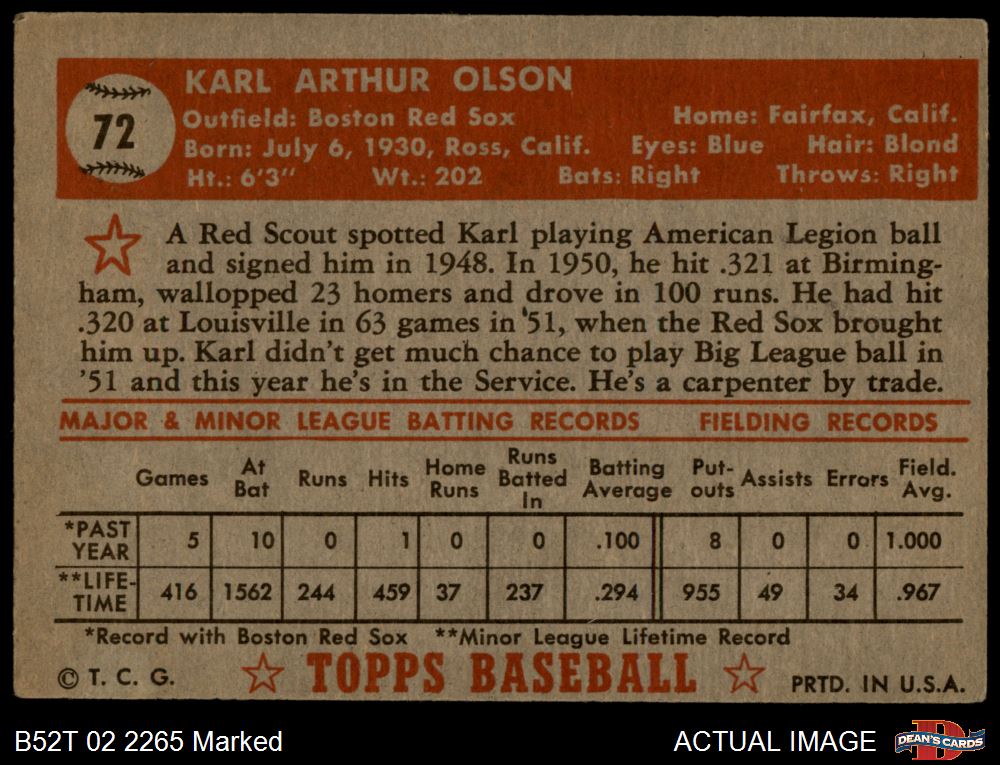 72
KARL ARTHUR OLSON
Outfield: Boston Red Sox Home: Fairfax, Calif.
Born: July 6, 1930, Ross, Calif. Eyes: Blue Hair: Blond
Ht.: 6'3" Wt.: 202 Bats: Right Throws: Right
A Red Scout spotted Karl playing American Legion ball
and signed him in 1948. In 1950, he hit .321 at Birming-
ham, walloped 23 homers and drove in 100 runs. He had hit
.320 at Louisville in 63 games in '51, when the Red Sox brought
him up. Karl didn't get much chance to play Big League ball in
'51 and this year he's in the Service. He's a carpenter by trade.
MAJOR & MINOR LEAGUE BATTING RECORDS FIELDING RECORDS
Games At Bat Runs Hits Home Runs Runs Batted In Batting Average Put-outs Assists Errors Field. Avg.
*PAST YEAR 5 10 0 1 0 0 .100 8 0 0 1.000
**LIFE-TIME 416 1562 244 459 37 237 .294 955 49 34 .967
*Record with Boston Red Sox **Minor League Lifetime Record
© T. C. G. TOPPS BASEBALL PRTD. IN U.S.A.
B52T 02 2265 Marked ACTUAL IMAGE DEAN'S CARDS